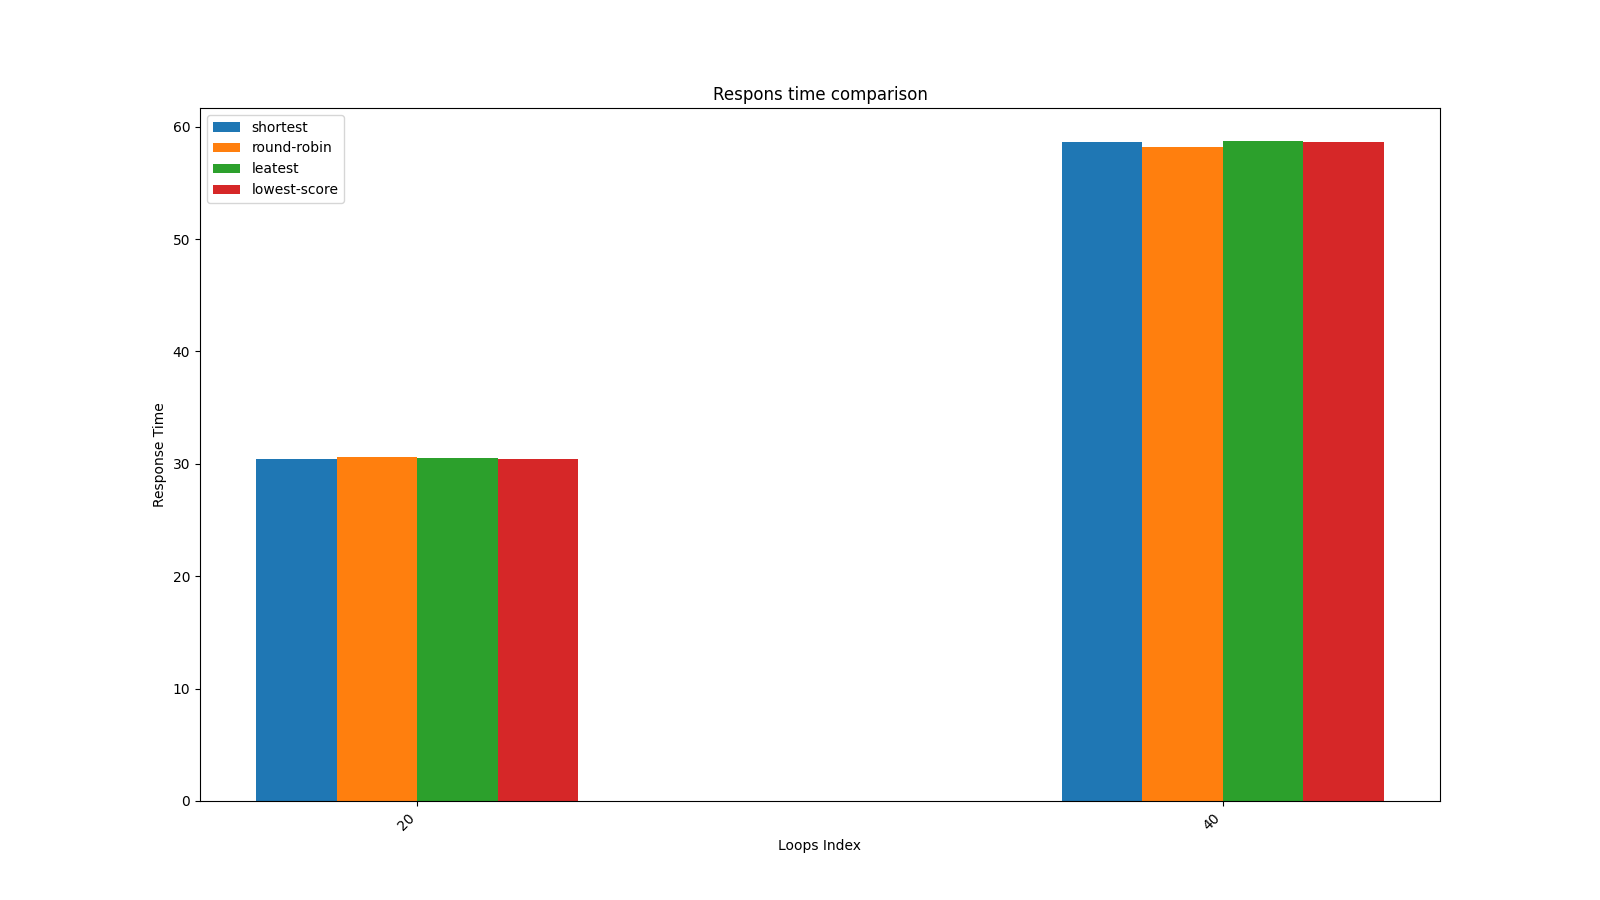 Respons time comparison
shortest
round-robin
leatest
lowest-score
60
50
40
30
20
10
0
Response Time
20
40
Loops Index